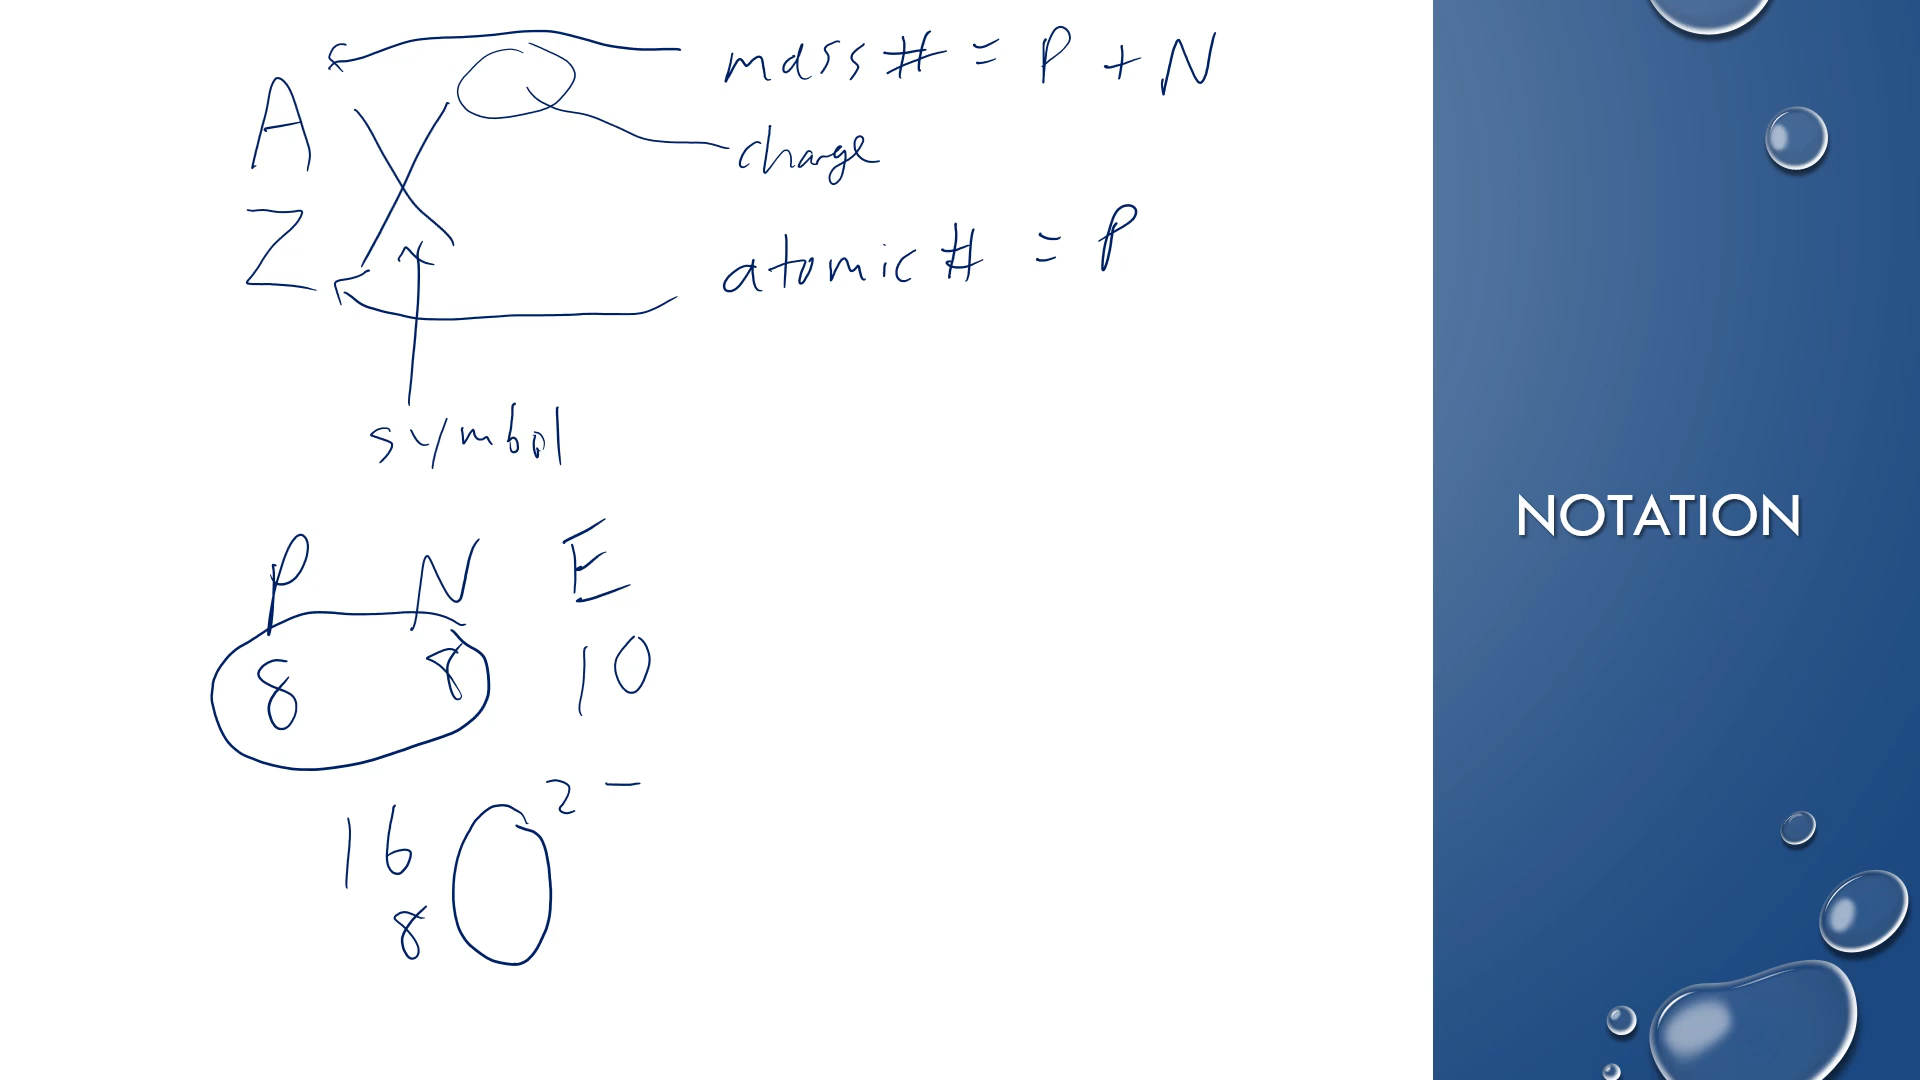 A X mass # = P + N
charge
Z atomic # = P
symbol
P N E
8 8 10
16 O 2-
8
NOTATION